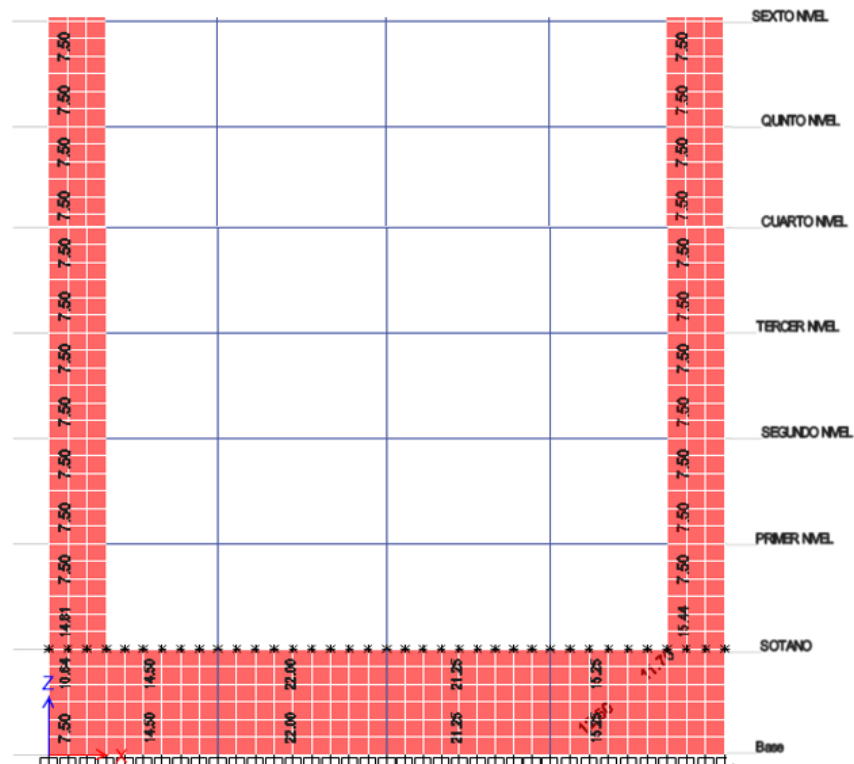 SEXTO NIVEL
7.50 7.50
7.50 7.50
QUINTO NIVEL
7.50 7.50
7.50 7.50
CUARTO NIVEL
7.50 7.50
7.50 7.50
TERCER NIVEL
7.50 7.50
7.50 7.50
SEGUNDO NIVEL
7.50 7.50
7.50 7.50
PRIMER NIVEL
7.50 7.50
14.81 15.44
SOTANO
10.64 14.50 22.00 21.25 15.25
Z
7.50 14.50 22.00 21.25
Base
X